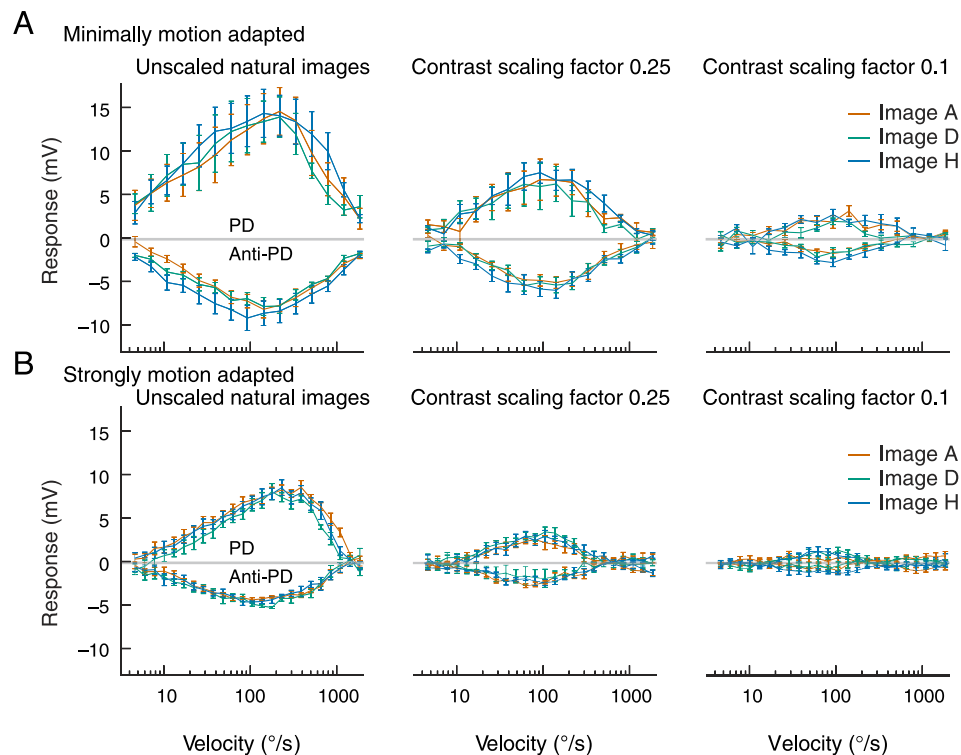 A
Minimally motion adapted
Unscaled natural images
Contrast scaling factor 0.25
Contrast scaling factor 0.1
Response (mV)
15
10
5
0
−5
−10
PD
Anti-PD
Image A
Image D
Image H
B
Strongly motion adapted
Unscaled natural images
Contrast scaling factor 0.25
Contrast scaling factor 0.1
Response (mV)
15
10
5
0
−5
−10
PD
Anti-PD
Image A
Image D
Image H
10 100 1000
10 100 1000
10 100 1000
Velocity (°/s)
Velocity (°/s)
Velocity (°/s)